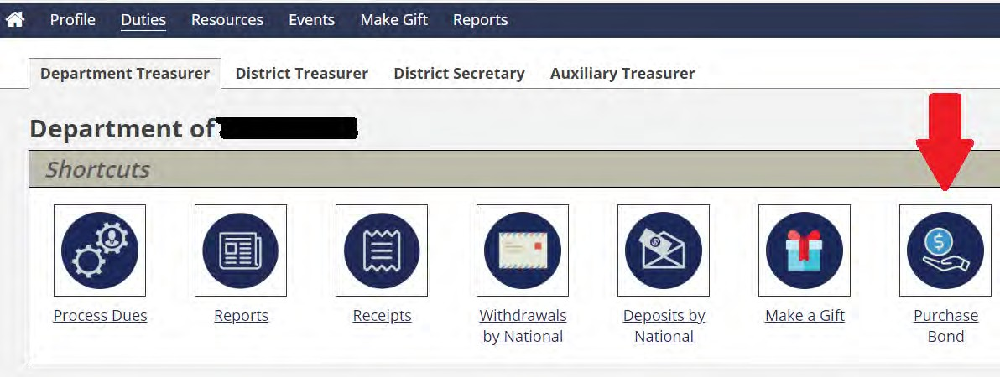 Profile Duties Resources Events Make Gift Reports
Department Treasurer District Treasurer District Secretary Auxiliary Treasurer
Department of
Shortcuts
Process Dues Reports Receipts Withdrawals by National Deposits by National Make a Gift Purchase Bond